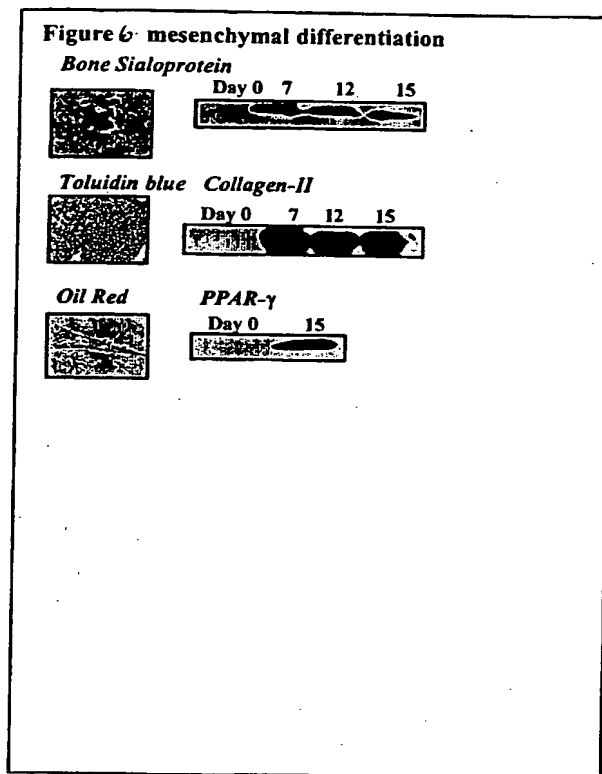 Figure 6 mesenchymal differentiation
Bone Sialoprotein
Day 0 7 12 15
Toluidin blue Collagen-II
Day 0 7 12 15
Oil Red PPAR-γ
Day 0 15